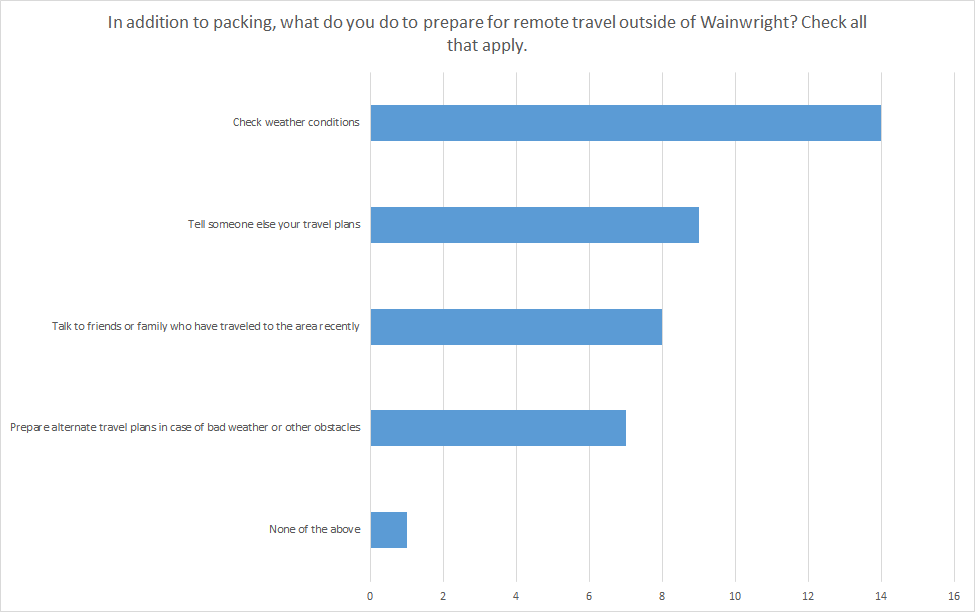 In addition to packing, what do you do to prepare for remote travel outside of Wainwright? Check all
that apply.
Check weather conditions
Tell someone else your travel plans
Talk to friends or family who have traveled to the area recently
Prepare alternate travel plans in case of bad weather or other obstacles
None of the above
0 2 4 6 8 10 12 14 16